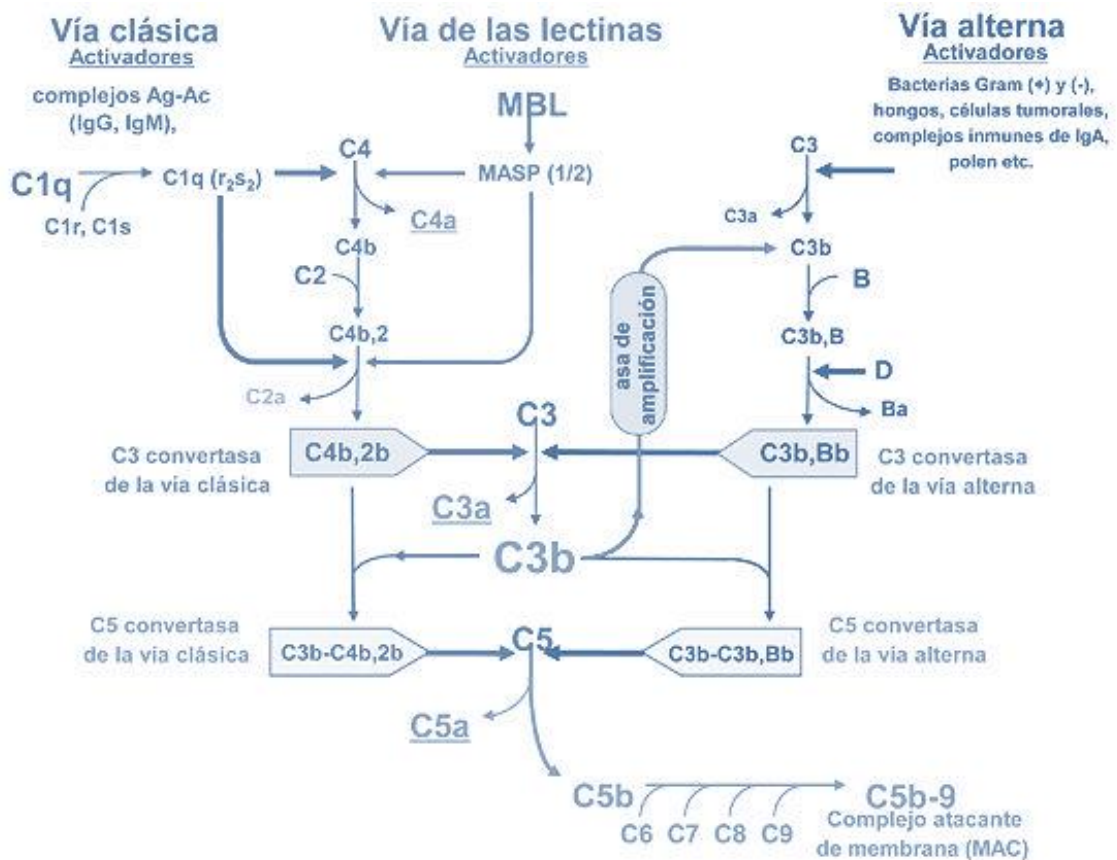 Vía clásica
Activadores
complejos Ag-Ac
(IgG, IgM),
Vía de las lectinas
Activadores
MBL
Vía alterna
Activadores
Bacterias Gram (+) y (-),
hongos, células tumorales,
complejos inmunes de IgA,
polen etc.
C1q
C1r, C1s
C1q (r₂s₂)
C4
MASP (1/2)
C4a
C4b
C2
C4b,2
C2a
C3
C3a
C3b
B
C3b,B
D
Ba
asa de
amplificación
C3 convertasa
de la vía clásica
C4b,2b
C3
C3b,Bb
C3 convertasa
de la vía alterna
C3a
C3b
C5 convertasa
de la vía clásica
C3b-C4b,2b
C5
C3b-C3b,Bb
C5 convertasa
de la vía alterna
C5a
C5b
C6 C7 C8 C9
C5b-9
Complejo atacante
de membrana (MAC)